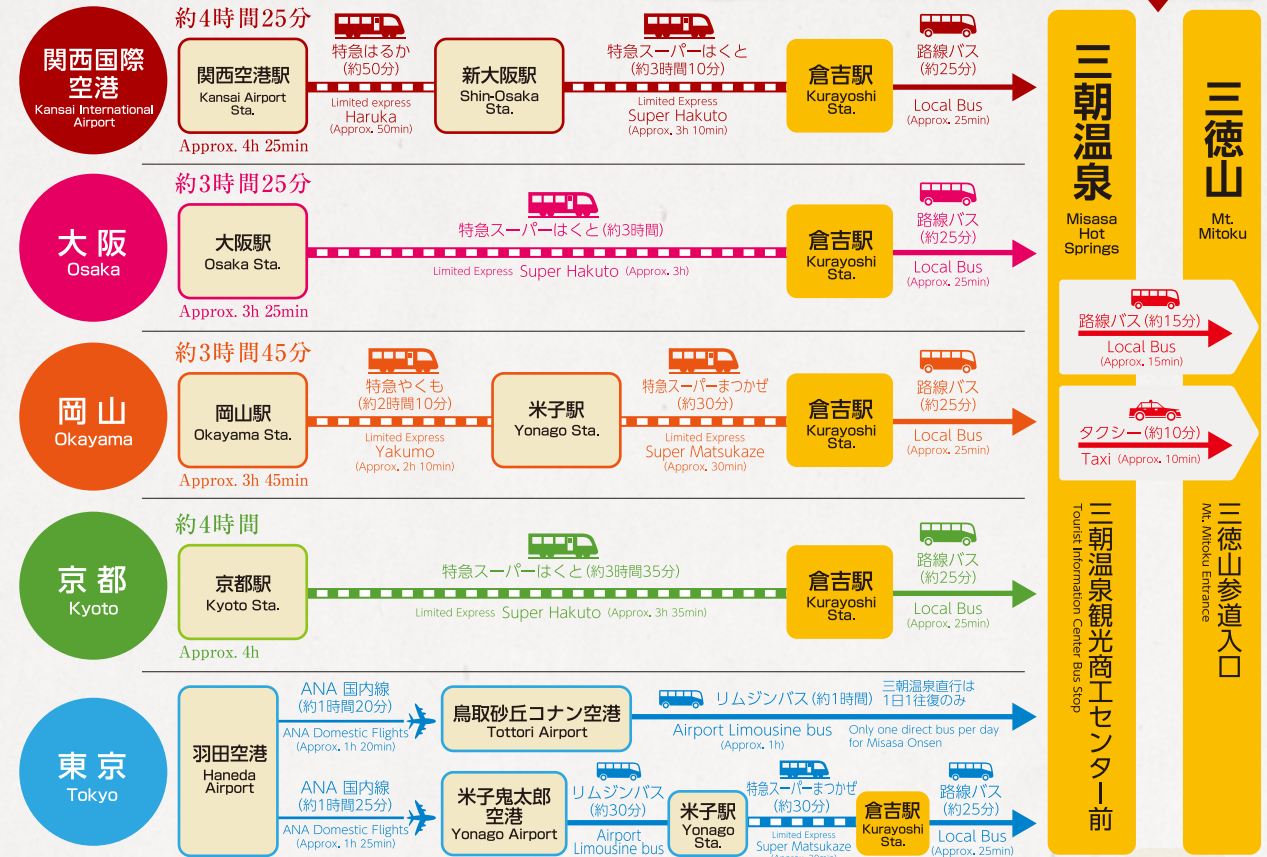 関西国際
空港
Kansai International
Airport
約4時間25分
関西空港駅
Kansai Airport
Sta.
Approx. 4h 25min
特急はるか
(約50分)
Limited express
Haruka
(Approx. 50min)
新大阪駅
Shin-Osaka
Sta.
特急スーパーはくと
(約3時間10分)
Limited Express
Super Hakuto
(Approx. 3h 10min)
倉吉駅
Kurayoshi
Sta.
路線バス
(約25分)
Local Bus
(Approx. 25min)
大阪
Osaka
約3時間25分
大阪駅
Osaka Sta.
Approx. 3h 25min
特急スーパーはくと(約3時間)
Limited Express Super Hakuto (Approx. 3h)
倉吉駅
Kurayoshi
Sta.
路線バス
(約25分)
Local Bus
(Approx. 25min)
岡山
Okayama
約3時間45分
岡山駅
Okayama Sta.
Approx. 3h 45min
特急やくも
(約2時間10分)
Limited Express
Yakumo
(Approx. 2h 10min)
米子駅
Yonago Sta.
特急スーパーまつかぜ
(約30分)
Limited Express
Super Matsukaze
(Approx. 30min)
倉吉駅
Kurayoshi
Sta.
路線バス
(約25分)
Local Bus
(Approx. 25min)
京都
Kyoto
約4時間
京都駅
Kyoto Sta.
Approx. 4h
特急スーパーはくと(約3時間35分)
Limited Express Super Hakuto (Approx. 3h 35min)
倉吉駅
Kurayoshi
Sta.
路線バス
(約25分)
Local Bus
(Approx. 25min)
東京
Tokyo
羽田空港
Haneda
Airport
ANA 国内線
(約1時間20分)
ANA Domestic Flights
(Approx. 1h 20min)
鳥取砂丘コナン空港
Tottori Airport
リムジンバス(約1時間)
Airport Limousine bus
(Approx. 1h)
三朝温泉直行は
1日1往復のみ
Only one direct bus per day
for Misasa Onsen
ANA 国内線
(約1時間25分)
ANA Domestic Flights
(Approx. 1h 25min)
米子鬼太郎
空港
Yonago Airport
リムジンバス
(約30分)
Airport
Limousine bus
米子駅
Yonago
Sta.
特急スーパーまつかぜ
(約30分)
Limited Express
Super Matsukaze
(Approx. 30min)
倉吉駅
Kurayoshi
Sta.
路線バス
(約25分)
Local Bus
(Approx. 25min)
三朝温泉
Misasa
Hot
Springs
三徳山
Mt.
Mitoku
路線バス(約15分)
Local Bus
(Approx. 15min)
タクシー(約10分)
Taxi (Approx. 10min)
三朝温泉観光商工センター前
Tourist Information Center Bus Stop
三徳山参道入口
Mt. Mitoku Entrance